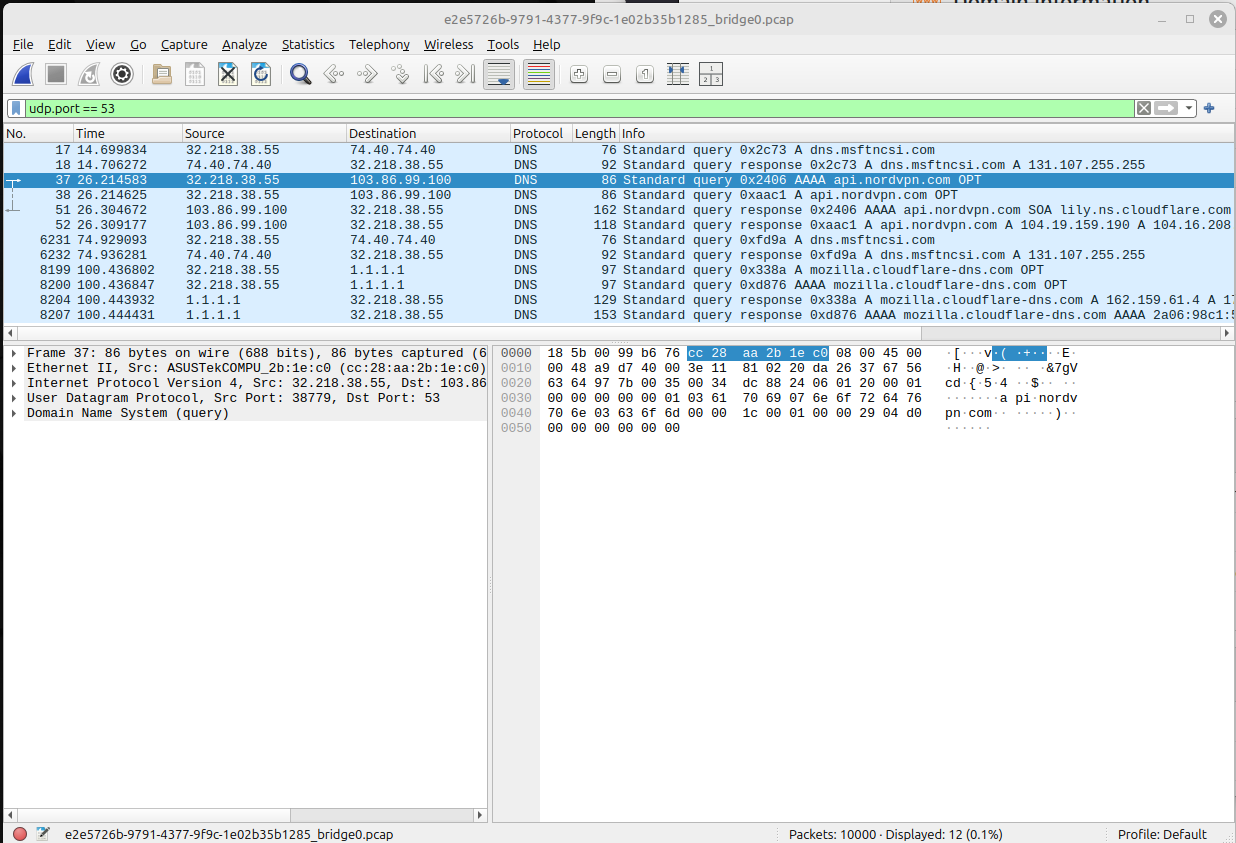 e2e5726b-9791-4377-9f9c-1e02b35b1285_bridge0.pcap
File Edit View Go Capture Analyze Statistics Telephony Wireless Tools Help
udp.port == 53
No. Time Source Destination Protocol Length Info
17 14.699834 32.218.38.55 74.40.74.40 DNS 76 Standard query 0x2c73 A dns.msftncsi.com
18 14.706272 74.40.74.40 32.218.38.55 DNS 92 Standard query response 0x2c73 A dns.msftncsi.com A 131.107.255.255
37 26.214583 32.218.38.55 103.86.99.100 DNS 86 Standard query 0x2406 AAAA api.nordvpn.com OPT
38 26.214625 32.218.38.55 103.86.99.100 DNS 86 Standard query 0xaac1 A api.nordvpn.com OPT
51 26.304672 103.86.99.100 32.218.38.55 DNS 162 Standard query response 0x2406 AAAA api.nordvpn.com SOA lily.ns.cloudflare.com
52 26.309177 103.86.99.100 32.218.38.55 DNS 118 Standard query response 0xaac1 A api.nordvpn.com A 104.19.159.190 A 104.16.208
6231 74.929093 32.218.38.55 74.40.74.40 DNS 76 Standard query 0xfd9a A dns.msftncsi.com
6232 74.936281 74.40.74.40 32.218.38.55 DNS 92 Standard query response 0xfd9a A dns.msftncsi.com A 131.107.255.255
8199 100.436802 32.218.38.55 1.1.1.1 DNS 97 Standard query 0x338a A mozilla.cloudflare-dns.com OPT
8200 100.436847 32.218.38.55 1.1.1.1 DNS 97 Standard query 0xd876 AAAA mozilla.cloudflare-dns.com OPT
8204 100.443932 1.1.1.1 32.218.38.55 DNS 129 Standard query response 0x338a A mozilla.cloudflare-dns.com A 162.159.61.4 A 17
8207 100.444431 1.1.1.1 32.218.38.55 DNS 153 Standard query response 0xd876 AAAA mozilla.cloudflare-dns.com AAAA 2a06:98c1:5
Frame 37: 86 bytes on wire (688 bits), 86 bytes captured (6
Ethernet II, Src: ASUSTekCOMPU_2b:1e:c0 (cc:28:aa:2b:1e:c0)
Internet Protocol Version 4, Src: 32.218.38.55, Dst: 103.86
User Datagram Protocol, Src Port: 38779, Dst Port: 53
Domain Name System (query)
0000 18 5b 00 99 b6 76 cc 28 aa 2b 1e c0 08 00 45 00 ·[···v·( ·+····E·
0010 00 48 a9 d7 40 00 3e 11 81 02 20 da 26 37 67 56 ·H··@·>· ·· ·&7gV
0020 63 64 97 7b 00 35 00 34 dc 88 24 06 01 20 00 01 cd·{·5·4 ··$·· ··
0030 00 00 00 00 00 01 03 61 70 69 07 6e 6f 72 64 76 ·······a pi·nordv
0040 70 6e 03 63 6f 6d 00 00 1c 00 01 00 00 29 04 d0 pn·com·· ·····)··
0050 00 00 00 00 00 00 ······
e2e5726b-9791-4377-9f9c-1e02b35b1285_bridge0.pcap
Packets: 10000 · Displayed: 12 (0.1%)
Profile: Default